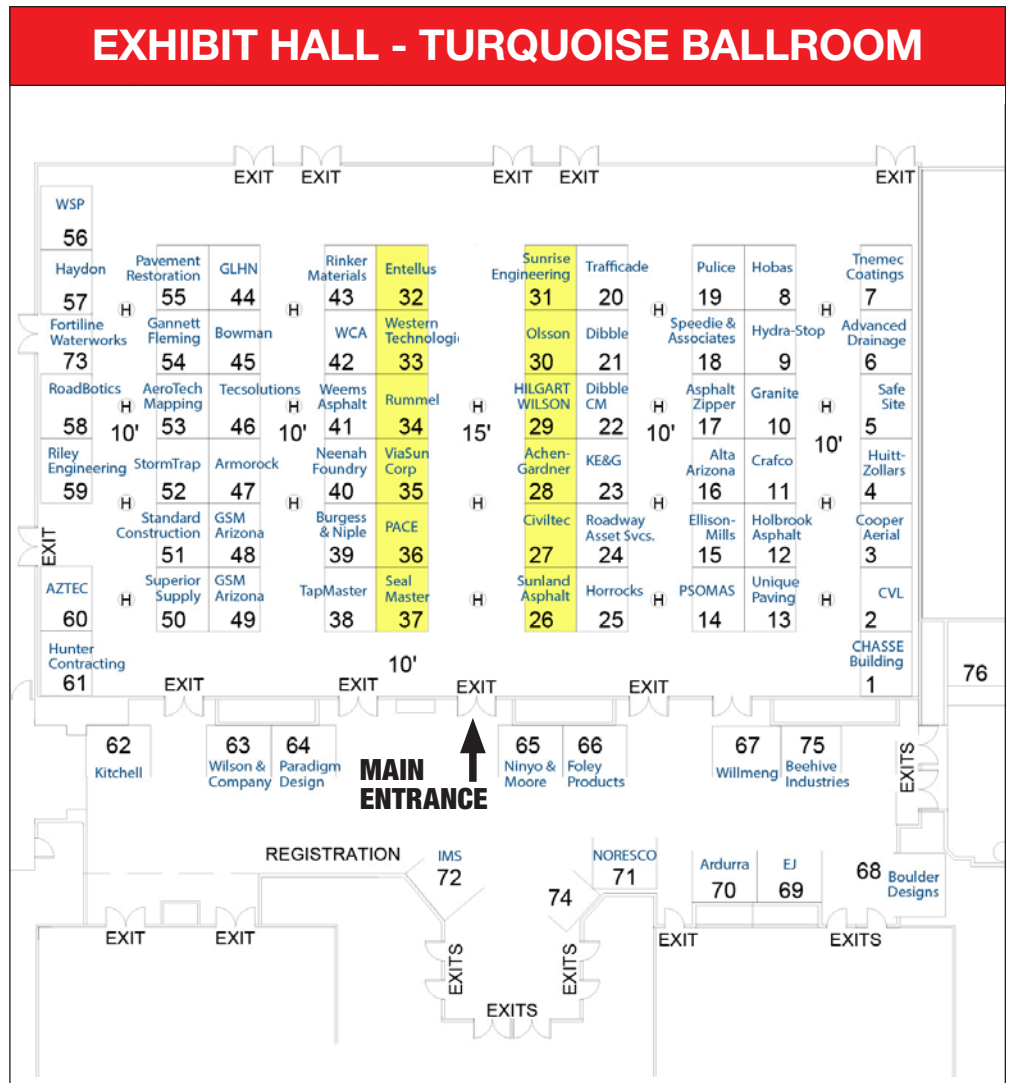 EXHIBIT HALL - TURQUOISE BALLROOM
EXIT
EXIT
EXIT
EXIT
EXIT
WSP
56
Haydon
57
Pavement
Restoration
55
GLHN
44
Rinker
Materials
43
Entellus
32
Sunrise
Engineering
31
Trafficade
20
Pulice
19
Hobas
8
Tnemec
Coatings
7
H
H
H
H
Fortiline
Waterworks
73
Gannett
Fleming
54
Bowman
45
WCA
42
Western
Technologi
33
Olsson
30
Dibble
21
Speedie &
Associates
18
Hydra-Stop
9
Advanced
Drainage
6
RoadBotics
58
AeroTech
Mapping
53
Tecsolutions
46
Weems
Asphalt
41
Rummel
34
HILGART
WILSON
29
Dibble
CM
22
Asphalt
Zipper
17
Granite
10
Safe
Site
5
H
H
H
H
H
10'
10'
15'
10'
10'
Riley
Engineering
59
StormTrap
52
Armorock
47
Neenah
Foundry
40
ViaSun
Corp
35
Achen-
Gardner
28
KE&G
23
Alta
Arizona
16
Crafco
11
Huitt-
Zollars
4
H
H
H
H
H
Standard
Construction
51
GSM
Arizona
48
Burgess
& Niple
39
PACE
36
Civiltec
27
Roadway
Asset Svcs.
24
Ellison-
Mills
15
Holbrook
Asphalt
12
Cooper
Aerial
3
EXIT
AZTEC
60
Superior
Supply
50
GSM
Arizona
49
TapMaster
38
Seal
Master
37
Sunland
Asphalt
26
Horrocks
25
PSOMAS
14
Unique
Paving
13
CVL
2
H
H
H
H
Hunter
Contracting
61
10'
CHASSE
Building
1
76
EXIT
EXIT
EXIT
EXIT
62
Kitchell
63
Wilson &
Company
64
Paradigm
Design
MAIN
ENTRANCE
65
Ninyo &
Moore
66
Foley
Products
67
Willmeng
75
Beehive
Industries
EXITS
REGISTRATION
IMS
72
74
NORESCO
71
Ardurra
70
EJ
69
68
Boulder
Designs
EXIT
EXIT
EXITS
EXITS
EXITS
EXIT
EXITS